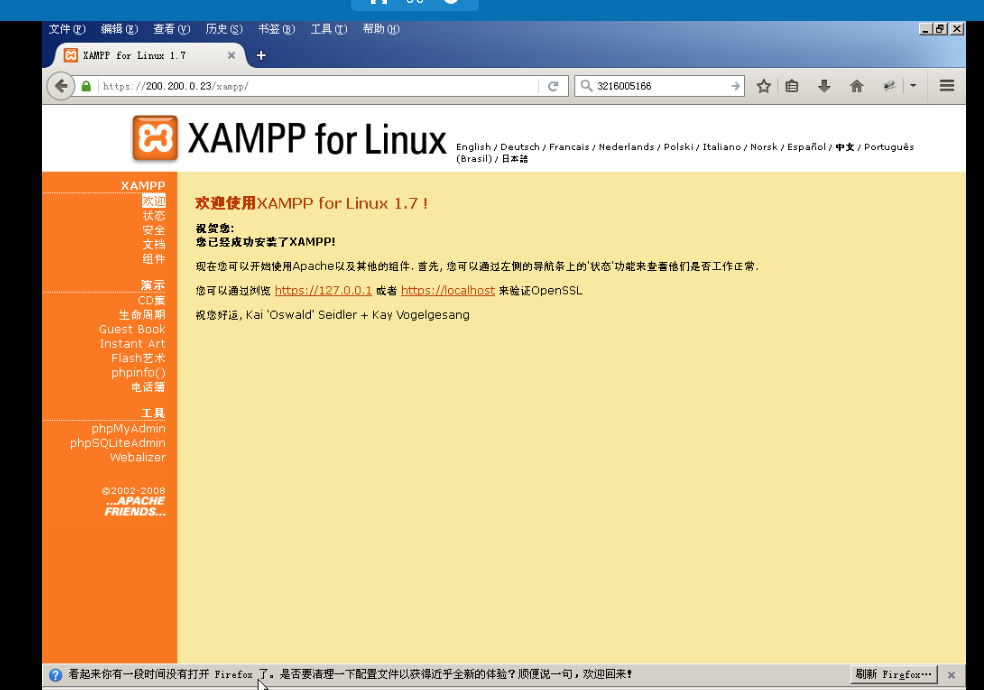 文件(F) 编辑(E) 查看(V) 历史(S) 书签(B) 工具(T) 帮助(H)
XAMPP for Linux 1.7
https://200.200.0.23/xampp/ 3216005166
XAMPP for Linux
English / Deutsch / Francais / Nederlands / Polski / Italiano / Norsk / Español / 中文 / Português
(Brasil) / 日本語
XAMPP
欢迎
状态
安全
文档
组件
演示
CD集
生命周期
Guest Book
Instant Art
Flash艺术
phpinfo()
电话簿
工具
phpMyAdmin
phpSQLiteAdmin
Webalizer
©2002-2008
...APACHE
FRIENDS...
欢迎使用XAMPP for Linux 1.7 !
祝贺您:
您已经成功安装了XAMPP!
现在您可以开始使用Apache以及其他的组件. 首先, 您可以通过左侧的导航条上的'状态'功能来查看他们是否工作正常.
您可以通过浏览 https://127.0.0.1 或者 https://localhost 来验证OpenSSL
祝您好运, Kai 'Oswald' Seidler + Kay Vogelgesang
看起来你有一段时间没有打开 Firefox 了。是否要清理一下配置文件以获得近乎全新的体验？顺便说一句，欢迎回来！ 刷新 Firefox…